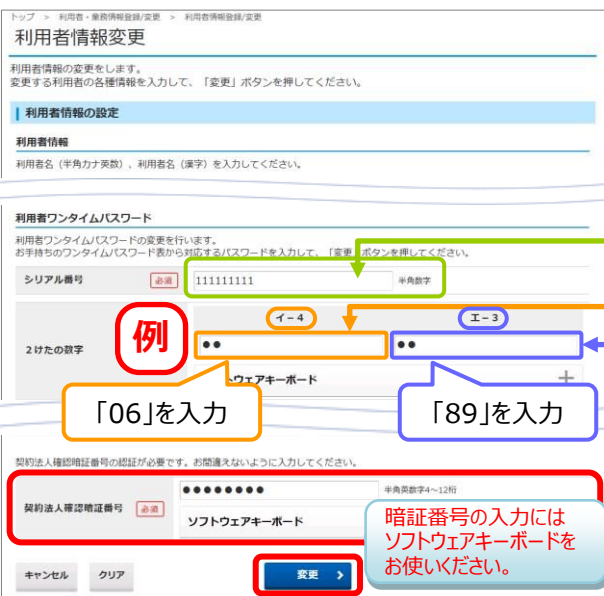 トップ > 利用者・業務情報登録/変更 > 利用者情報登録/変更
利用者情報変更
利用者情報の変更をします。
変更する利用者の各種情報を入力して、「変更」ボタンを押してください。
利用者情報の設定
利用者情報
利用者名（半角カナ英数）、利用者名（漢字）を入力してください。
利用者ワンタイムパスワード
利用者ワンタイムパスワードの変更を行います。
お手持ちのワンタイムパスワード表から対応するパスワードを入力して、「変更」ボタンを押してください。
シリアル番号 必須 111111111 半角数字
イ-4 エ-3
例
2けたの数字 ●● ●●
トウェアキーボード +
「06」を入力 「89」を入力
契約法人確認暗証番号の認証が必要です。お間違えないように入力してください。
●●●●●●●● 半角英数字4～12桁
契約法人確認暗証番号 必須
ソフトウェアキーボード
暗証番号の入力には
ソフトウェアキーボードを
お使いください。
キャンセル クリア 変更 >